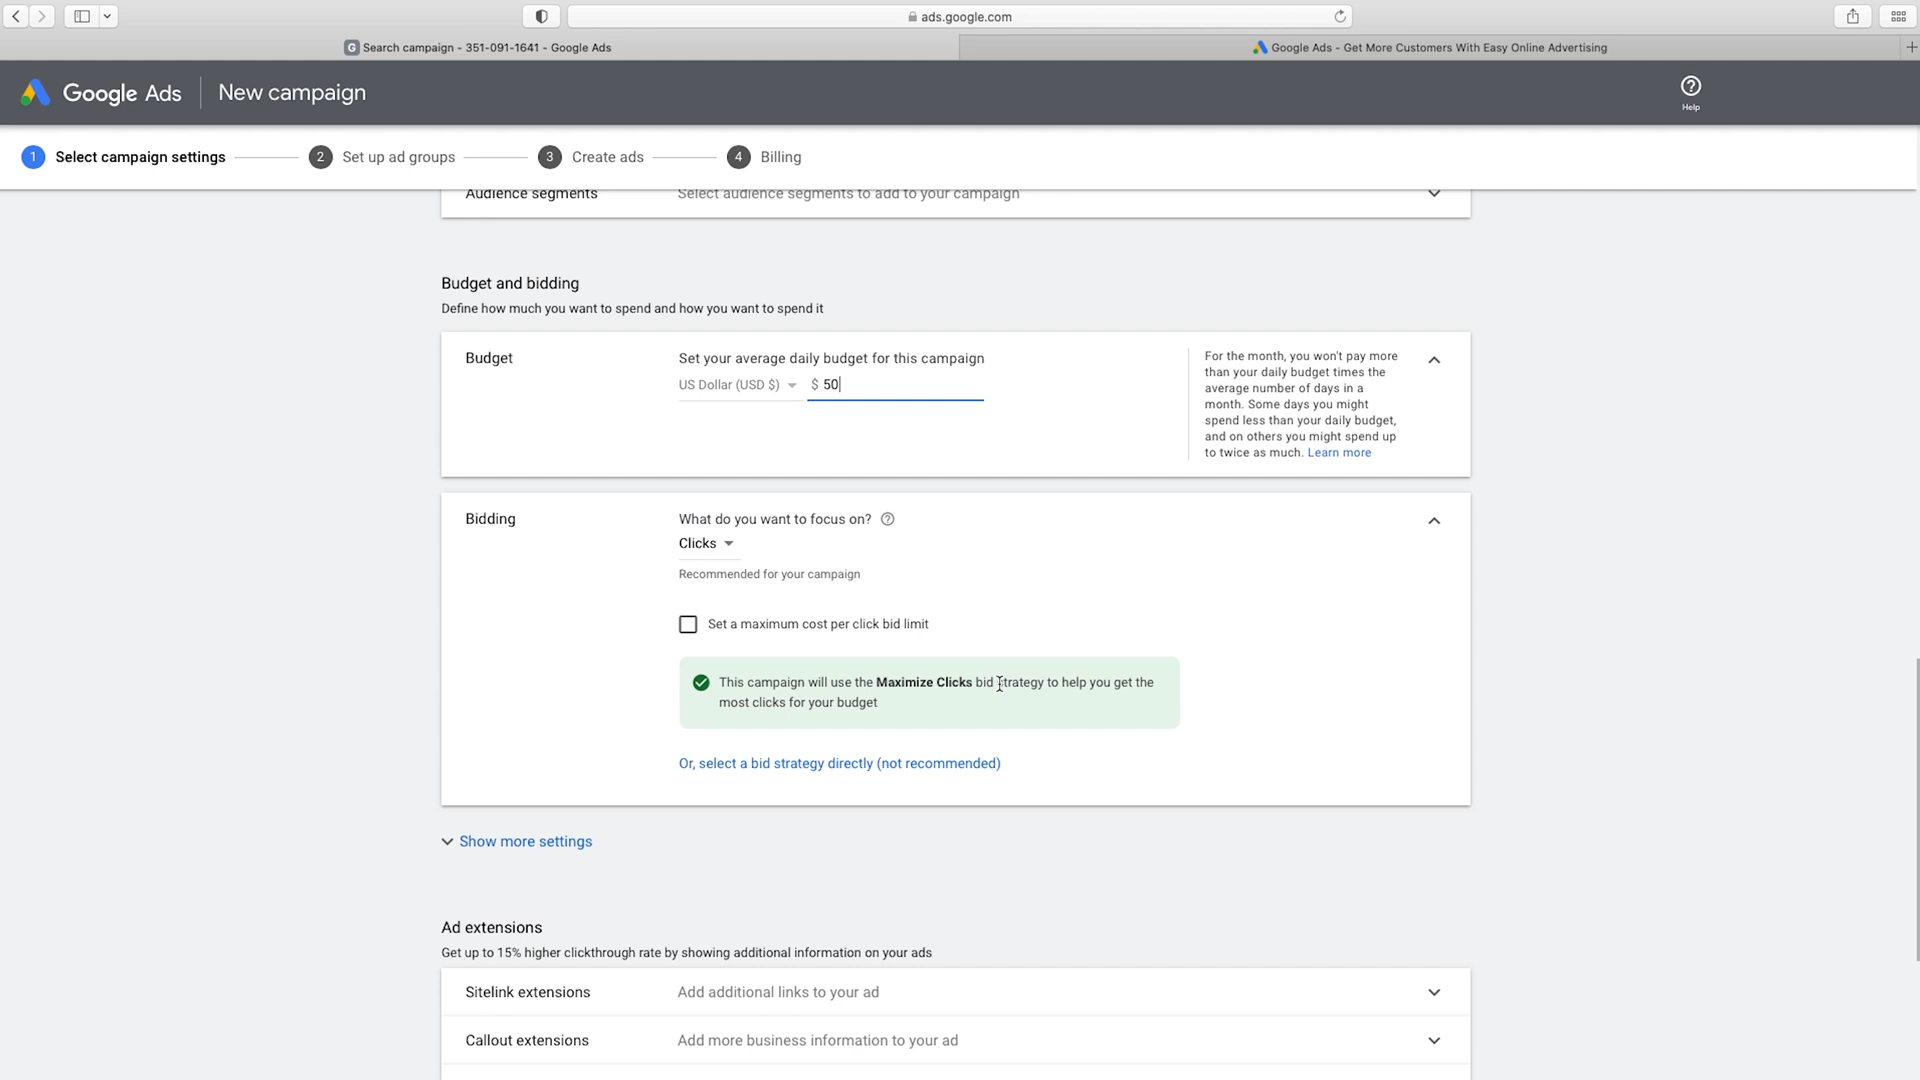 ads.google.com
G Search campaign - 351-091-1641 - Google Ads
Google Ads - Get More Customers With Easy Online Advertising
Google Ads
New campaign
Help
1 Select campaign settings
2 Set up ad groups
3 Create ads
4 Billing
Audience segments
Select audience segments to add to your campaign
Budget and bidding
Define how much you want to spend and how you want to spend it
Budget
Set your average daily budget for this campaign
US Dollar (USD $)
$ 50
For the month, you won't pay more
than your daily budget times the
average number of days in a
month. Some days you might
spend less than your daily budget,
and on others you might spend up
to twice as much. Learn more
Bidding
What do you want to focus on?
Clicks
Recommended for your campaign
Set a maximum cost per click bid limit
This campaign will use the Maximize Clicks bid strategy to help you get the
most clicks for your budget
Or, select a bid strategy directly (not recommended)
Show more settings
Ad extensions
Get up to 15% higher clickthrough rate by showing additional information on your ads
Sitelink extensions
Add additional links to your ad
Callout extensions
Add more business information to your ad